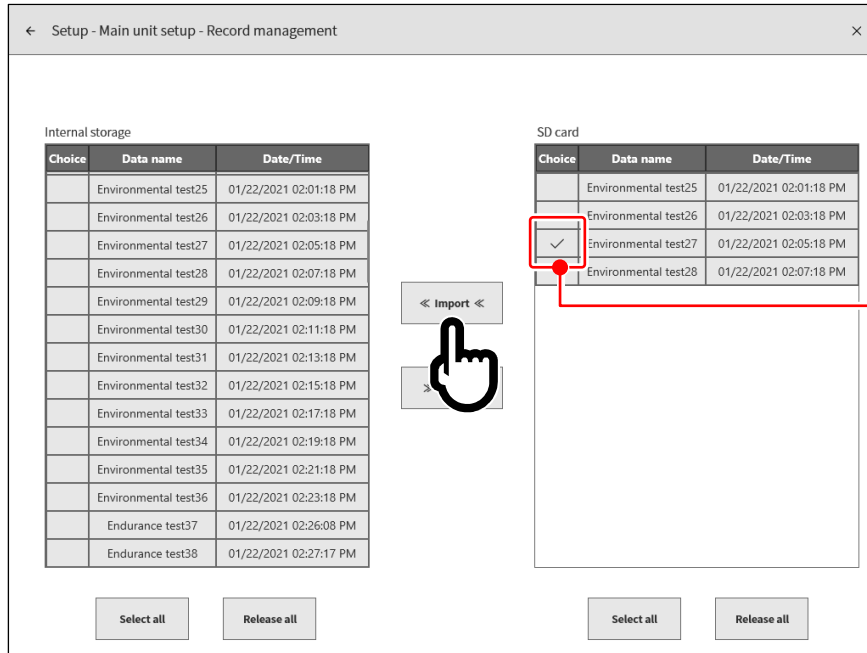 ← Setup - Main unit setup - Record management ×
Internal storage
Choice Data name Date/Time
Environmental test25 01/22/2021 02:01:18 PM
Environmental test26 01/22/2021 02:03:18 PM
Environmental test27 01/22/2021 02:05:18 PM
Environmental test28 01/22/2021 02:07:18 PM
Environmental test29 01/22/2021 02:09:18 PM
Environmental test30 01/22/2021 02:11:18 PM
Environmental test31 01/22/2021 02:13:18 PM
Environmental test32 01/22/2021 02:15:18 PM
Environmental test33 01/22/2021 02:17:18 PM
Environmental test34 01/22/2021 02:19:18 PM
Environmental test35 01/22/2021 02:21:18 PM
Environmental test36 01/22/2021 02:23:18 PM
Endurance test37 01/22/2021 02:26:08 PM
Endurance test38 01/22/2021 02:27:17 PM
Select all Release all
≪ Import ≪
SD card
Choice Data name Date/Time
Environmental test25 01/22/2021 02:01:18 PM
Environmental test26 01/22/2021 02:03:18 PM
✓ Environmental test27 01/22/2021 02:05:18 PM
Environmental test28 01/22/2021 02:07:18 PM
Select all Release all